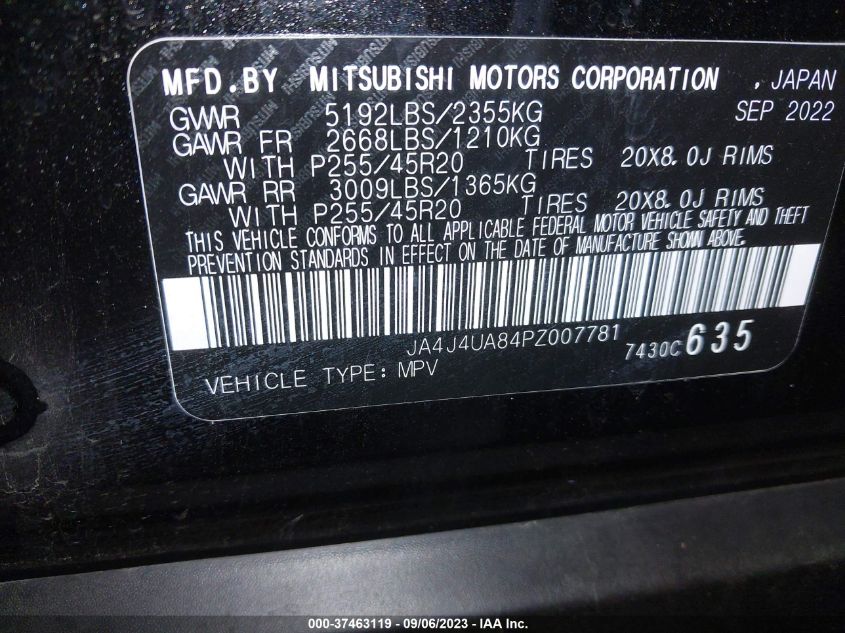 MFD.BY MITSUBISHI MOTORS CORPORATION , JAPAN
GVWR 5192LBS/2355KG SEP 2022
GAWR FR 2668LBS/1210KG
WITH P255/45R20 TIRES 20X8.0J RIMS
GAWR RR 3009LBS/1365KG
WITH P255/45R20 TIRES 20X8.0J RIMS
THIS VEHICLE CONFORMS TO ALL APPLICABLE FEDERAL MOTOR VEHICLE SAFETY AND THEFT
PREVENTION STANDARDS IN EFFECT ON THE DATE OF MANUFACTURE SHOWN ABOVE.
JA4J4UA84PZ007781 7430C 635
VEHICLE TYPE: MPV
000-37463119 - 09/06/2023 - IAA Inc.